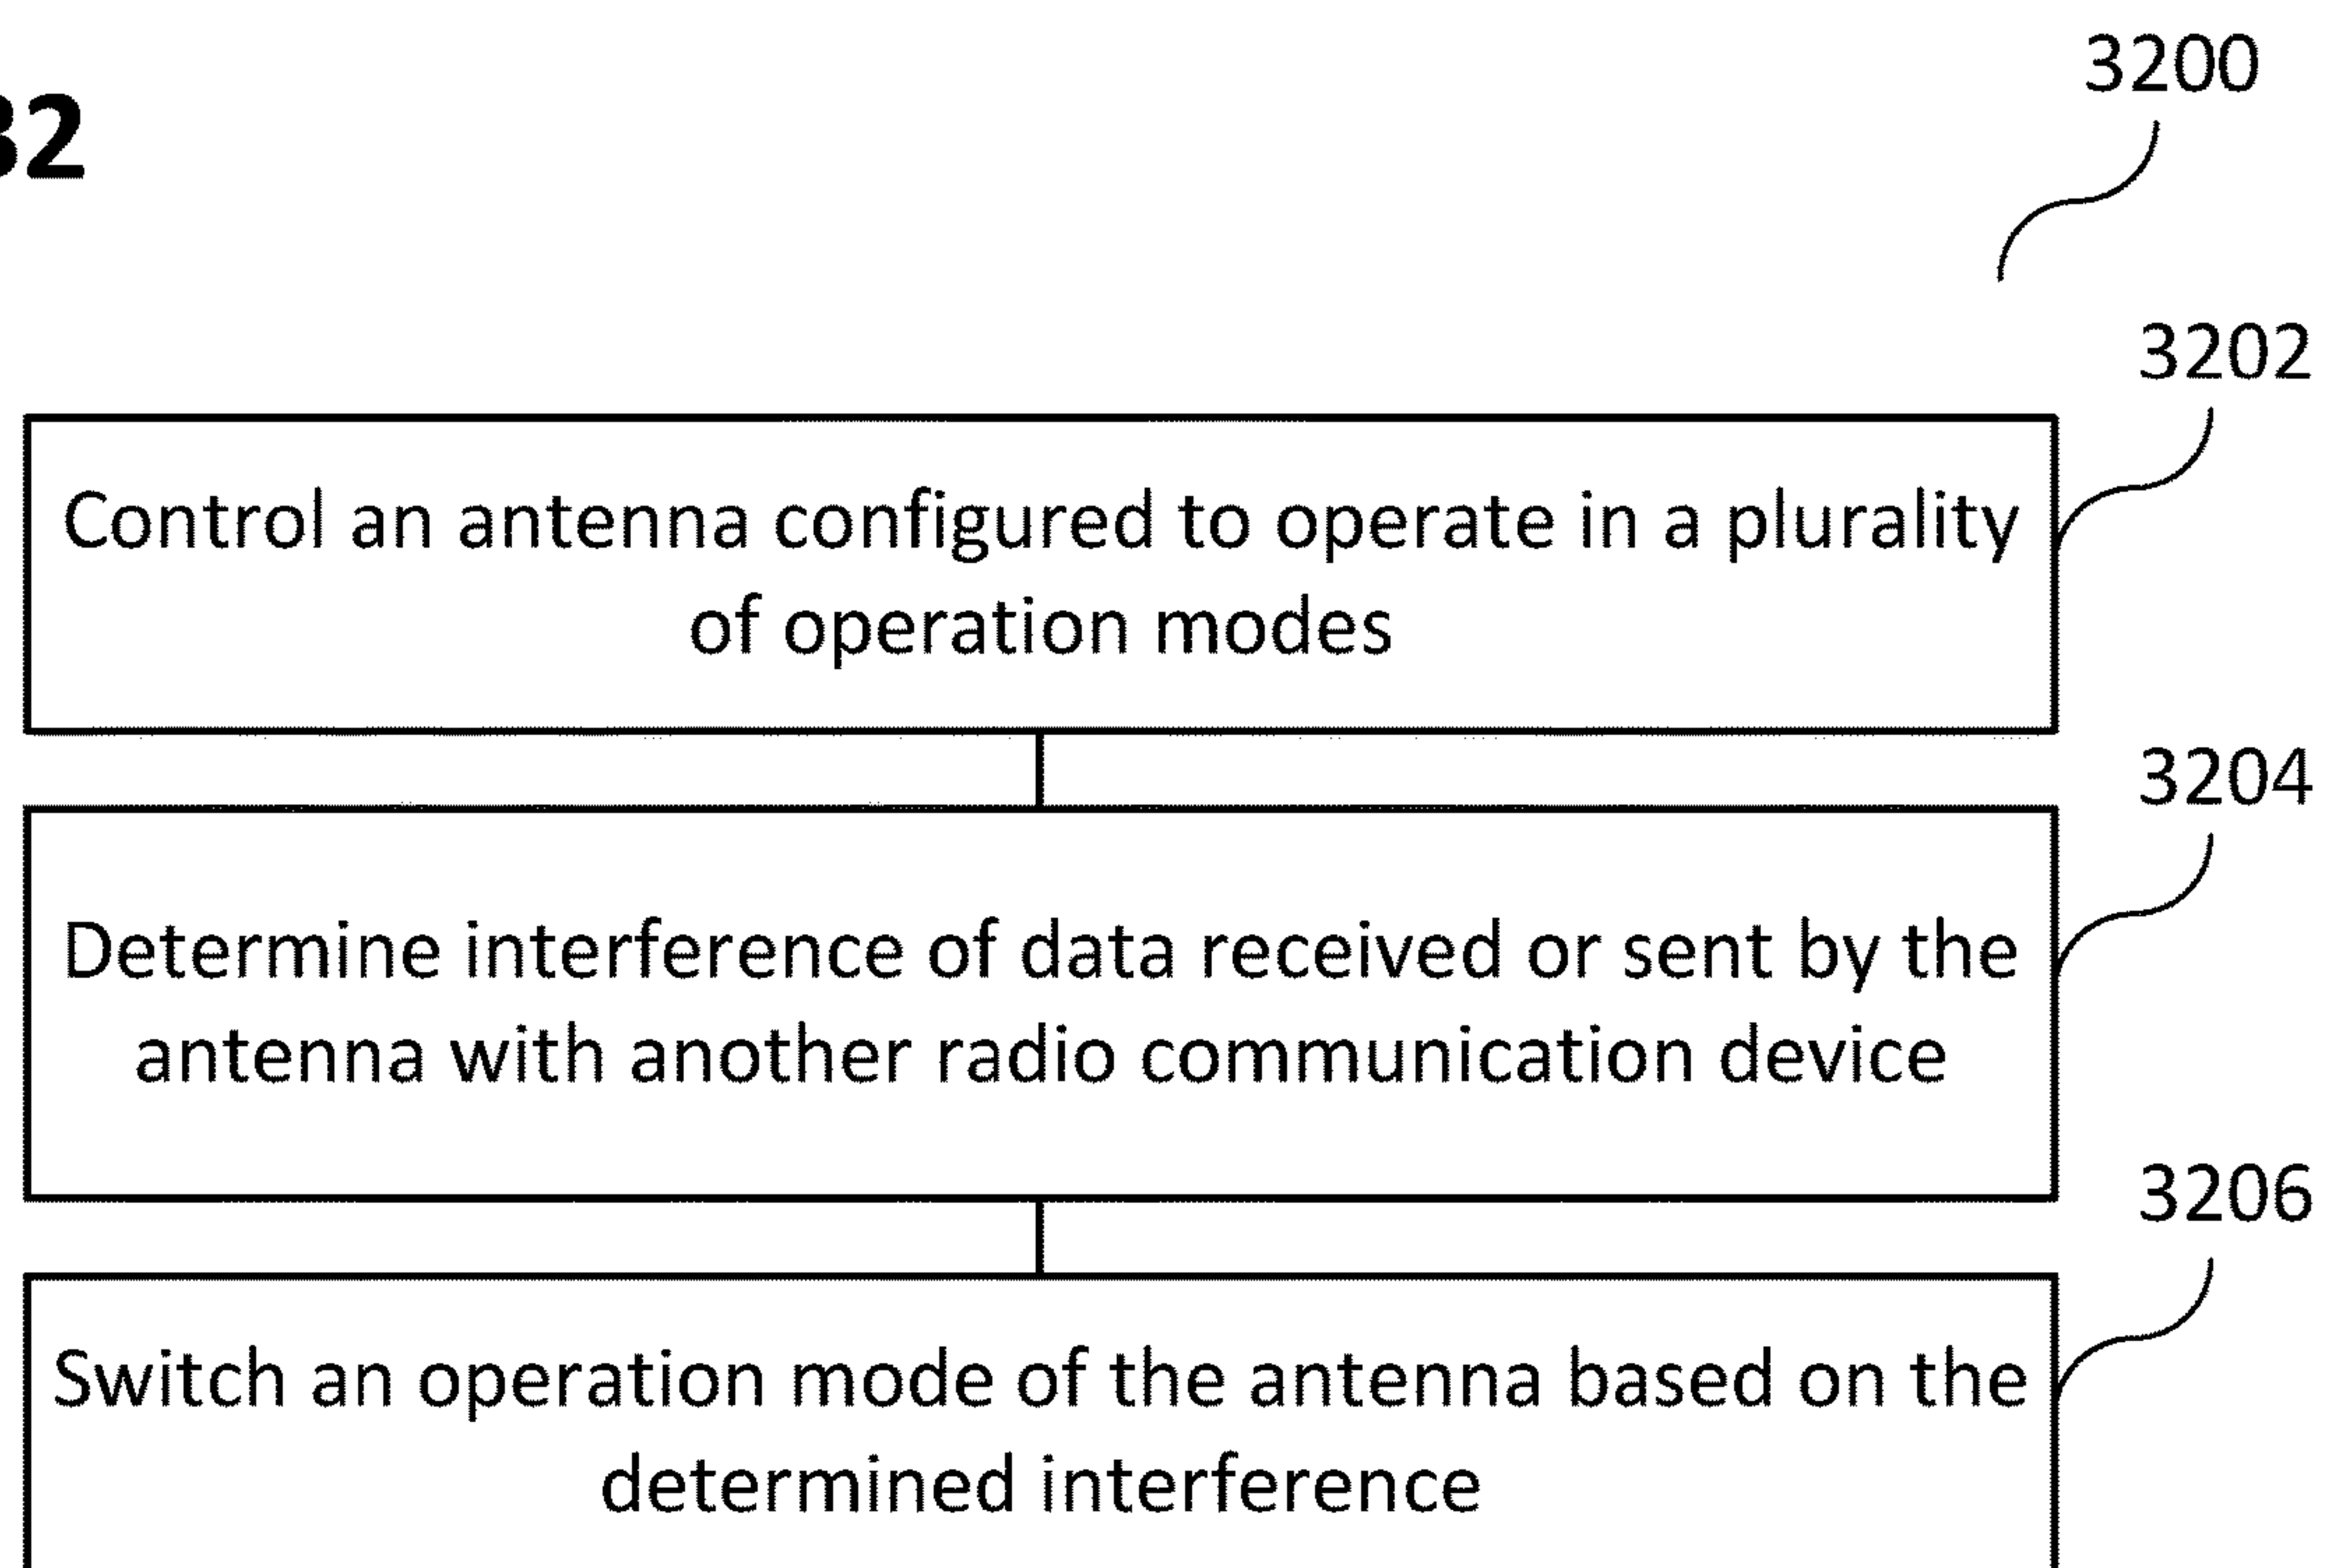 32
3200
3202
Control an antenna configured to operate in a plurality
of operation modes
3204
Determine interference of data received or sent by the
antenna with another radio communication device
3206
Switch an operation mode of the antenna based on the
determined interference